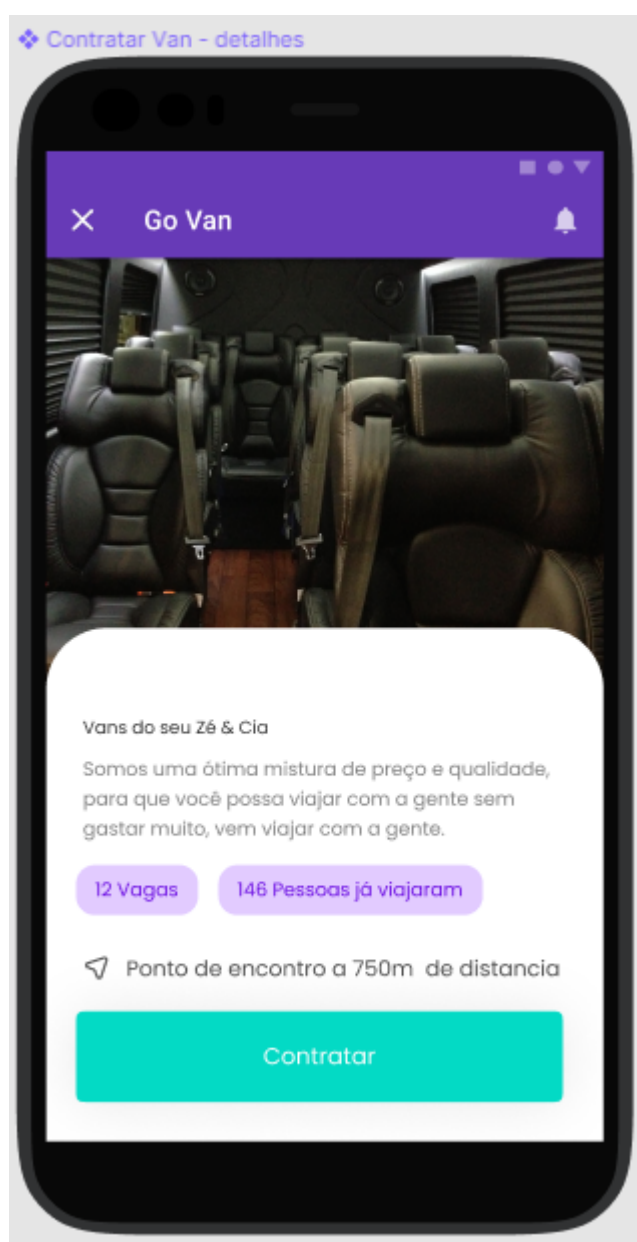 Contratar Van - detalhes
Go Van
Vans do seu Zé & Cia
Somos uma ótima mistura de preço e qualidade,
para que você possa viajar com a gente sem
gastar muito, vem viajar com a gente.
12 Vagas
146 Pessoas já viajaram
Ponto de encontro a 750m de distancia
Contratar